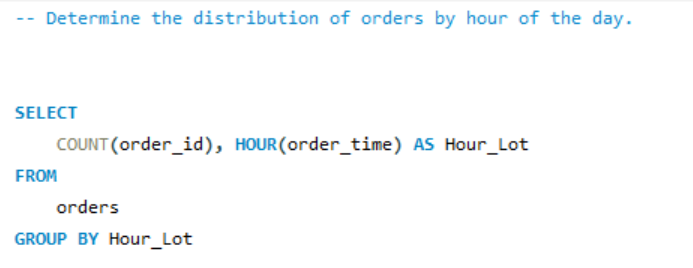 -- Determine the distribution of orders by hour of the day.
SELECT
COUNT(order_id), HOUR(order_time) AS Hour_Lot
FROM
orders
GROUP BY Hour_Lot